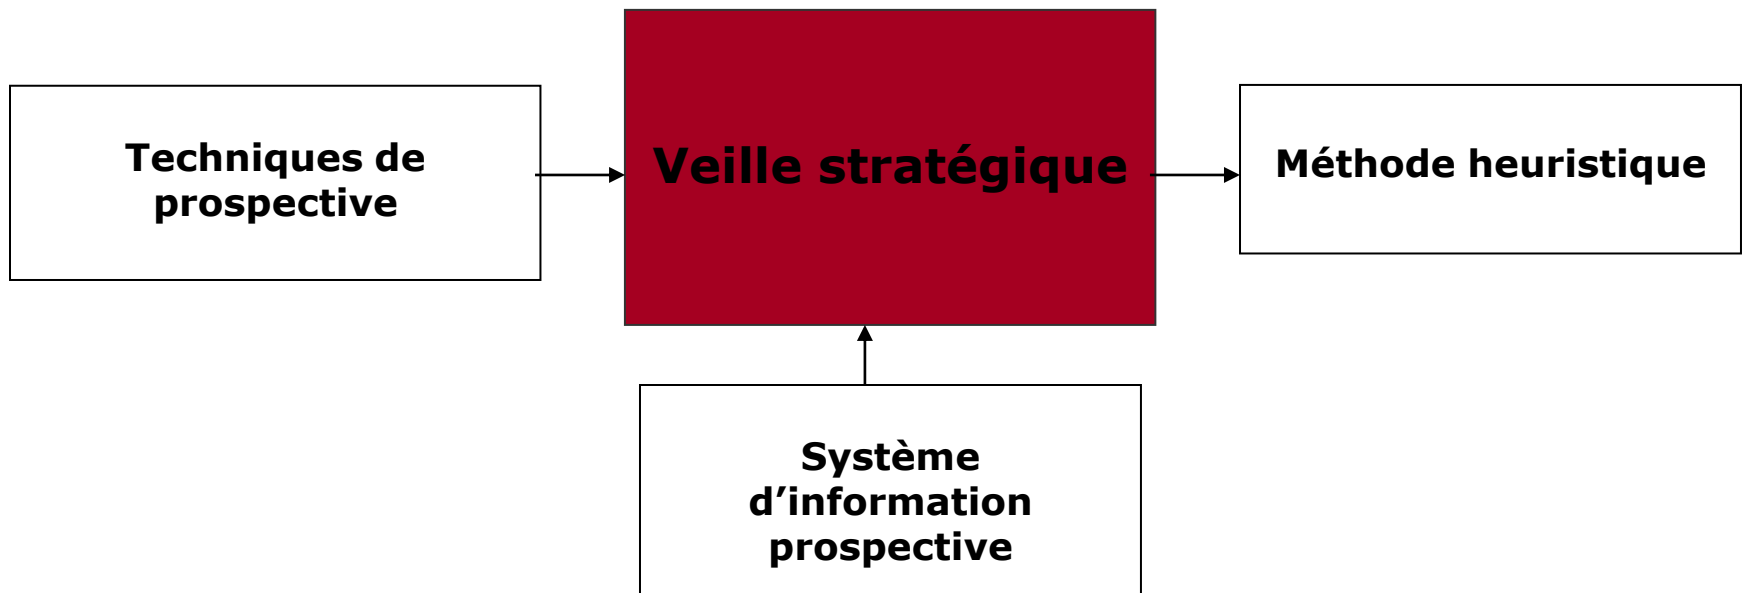 Techniques de
prospective
Veille stratégique
Méthode heuristique
Système
d’information
prospective